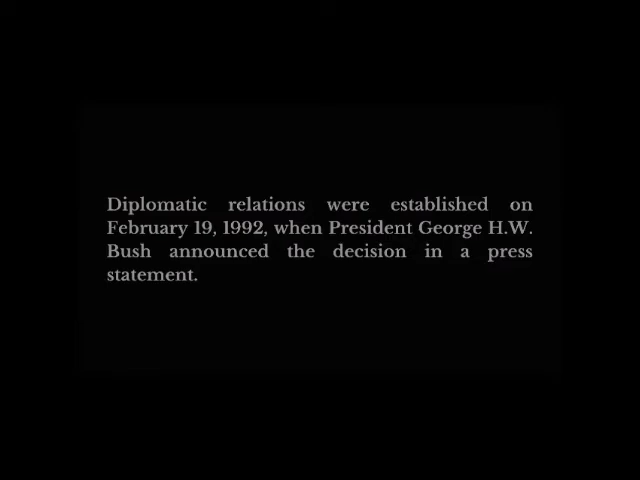 Diplomatic relations were established on
February 19, 1992, when President George H.W.
Bush announced the decision in a press
statement.